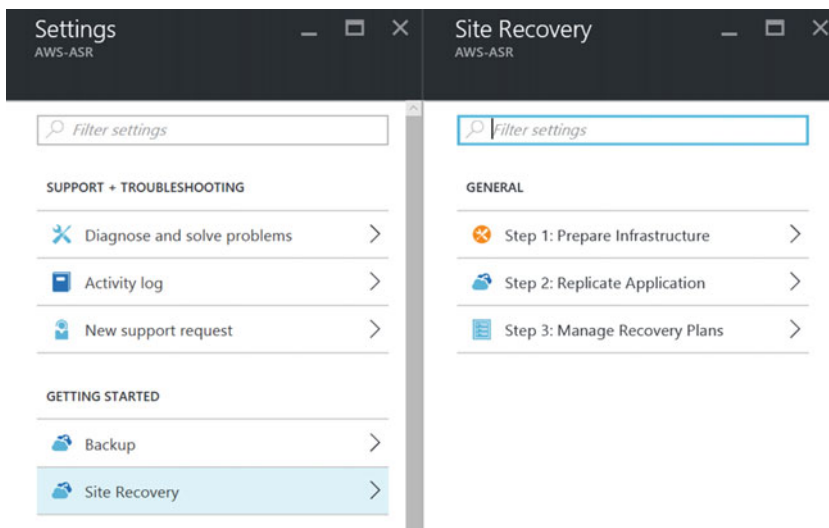 Settings
AWS-ASR
Filter settings
SUPPORT + TROUBLESHOOTING
Diagnose and solve problems
Activity log
New support request
GETTING STARTED
Backup
Site Recovery
Site Recovery
AWS-ASR
Filter settings
GENERAL
Step 1: Prepare Infrastructure
Step 2: Replicate Application
Step 3: Manage Recovery Plans